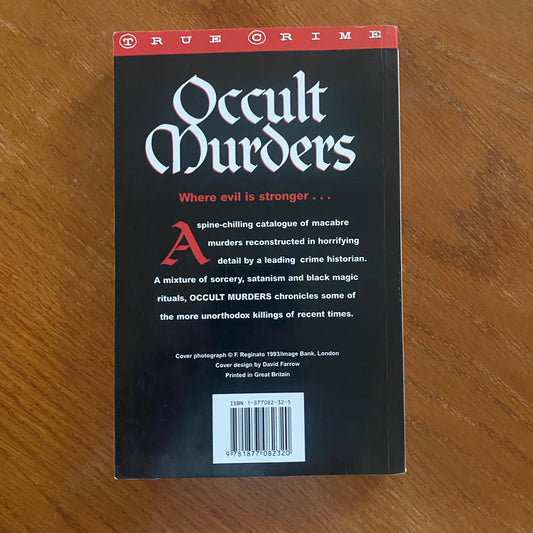 TRUE CRIME
Occult
Murders
Where evil is stronger . . .
A spine-chilling catalogue of macabre
murders reconstructed in horrifying
detail by a leading crime historian.
A mixture of sorcery, satanism and black magic
rituals, OCCULT MURDERS chronicles some of
the more unorthodox killings of recent times.
Cover photograph © F. Reginato 1993/Image Bank, London
Cover design by David Farrow
Printed in Great Britain
ISBN 1-877082-32-5
9 781877 082320